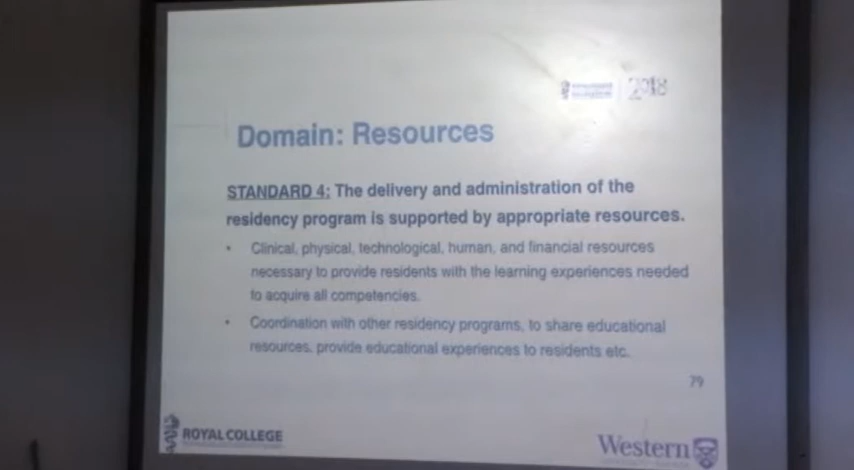 2018
Domain: Resources
STANDARD 4: The delivery and administration of the
residency program is supported by appropriate resources.
• Clinical, physical, technological, human, and financial resources
necessary to provide residents with the learning experiences needed
to acquire all competencies.
• Coordination with other residency programs, to share educational
resources, provide educational experiences to residents etc.
79
ROYAL COLLEGE
Western